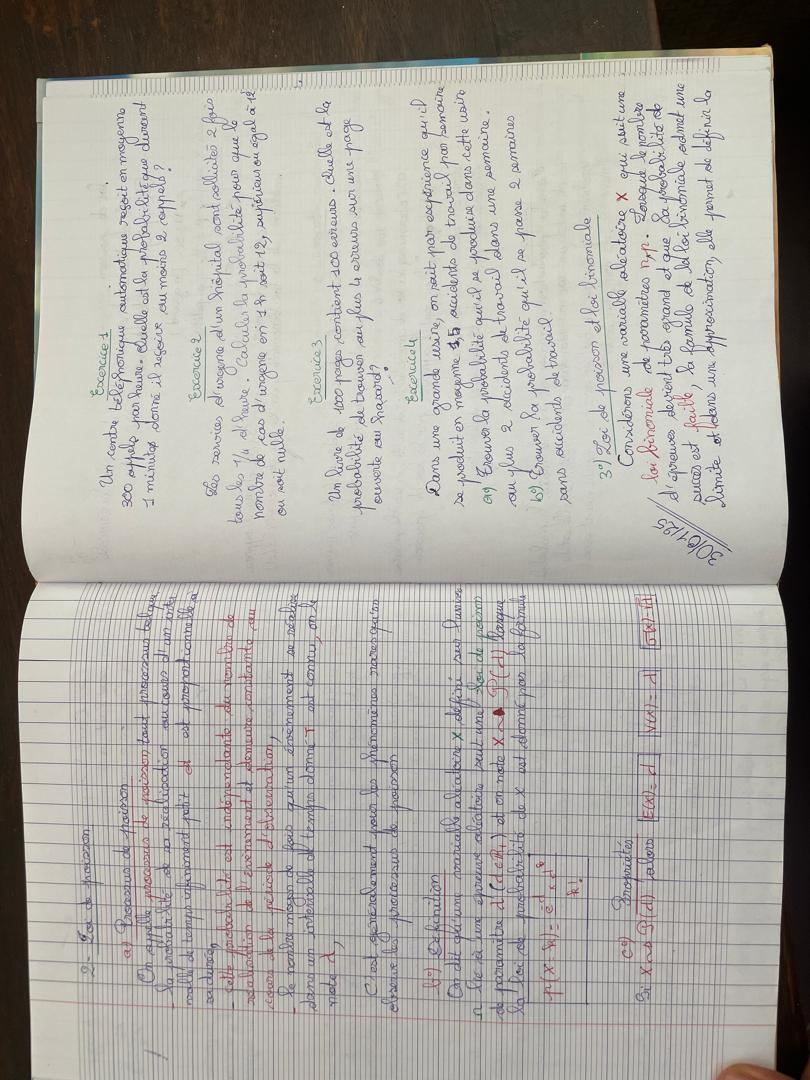 2- Loi de poisson
a) Processus de poisson
On appelle processus de poisson, tout processus tel que,
- la probabilité de sa réalisation au cours d'un inter
valle de temps infiniment petit dt est proportionnelle à
sa durée,
- Cette probabilité est indépendante du nombre de
réalisation de l'événement et demeure constante, au
cours de la période d'observation,
- le nombre moyen de fois qu'un événement se réalise
dans un intervalle de temps donné T est connu, on le
note λ,
C'est généralement pour les phénomènes rares qu'on
observe les processus de poisson
b°) Définition
On dit qu'une variable aléatoire X définie sur l'univers
Ω lié à une épreuve aléatoire suit une loi de poisson
de paramètre λ (λ∈ℝ+) et on note X↝ P(λ) lorsque
la loi de probabilité de X est donné par la formule
p(X=k) = e^-λ × λ^k / k!
c°) Propriétés
Si X↝P(λ) alors E(X)=λ V(X)=λ σ(X)=√λ
Exercice 1
Un centre téléphonique automatique reçoit en moyenne
300 appels par heure. Quelle est la probabilité que durant
1 minutes donné il reçoive au moins 2 appels?
Exercice 2
Les services d'urgence d'un hôpital sont sollicités 2 fois
tous les 1/4 d'heure. Calculer la probabilité pour que le
nombre de cas d'urgence en 1h soit 12, supérieur ou égal à 12
ou soit nulle.
Exercice 3
Un livre de 1000 pages contient 100 erreurs. Quelle est la
probabilité de trouver au plus 4 erreurs sur une page
ouverte au hasard?
Exercice 4
Dans une grande usine, on sait par expérience qu'il
se produit en moyenne 1,5 accidents de travail par semaine
a) Trouver la probabilité qu'il se produise dans cette usine
au plus 2 accidents de travail dans une semaine.
b) Trouver la probabilité qu'il se passe 2 semaines
sans accidents de travail.
3°) Loi de poisson et loi binomiale
Considérons une variable aléatoire X qui suit une
loi binomiale de paramètres n, p. Lorsque le nombre
30/01/25
d'épreuves devient très grand et que la probabilité de
succès est faible, la formule de la loi binomiale admet une
limite et dans une approximation, elle permet de définir la